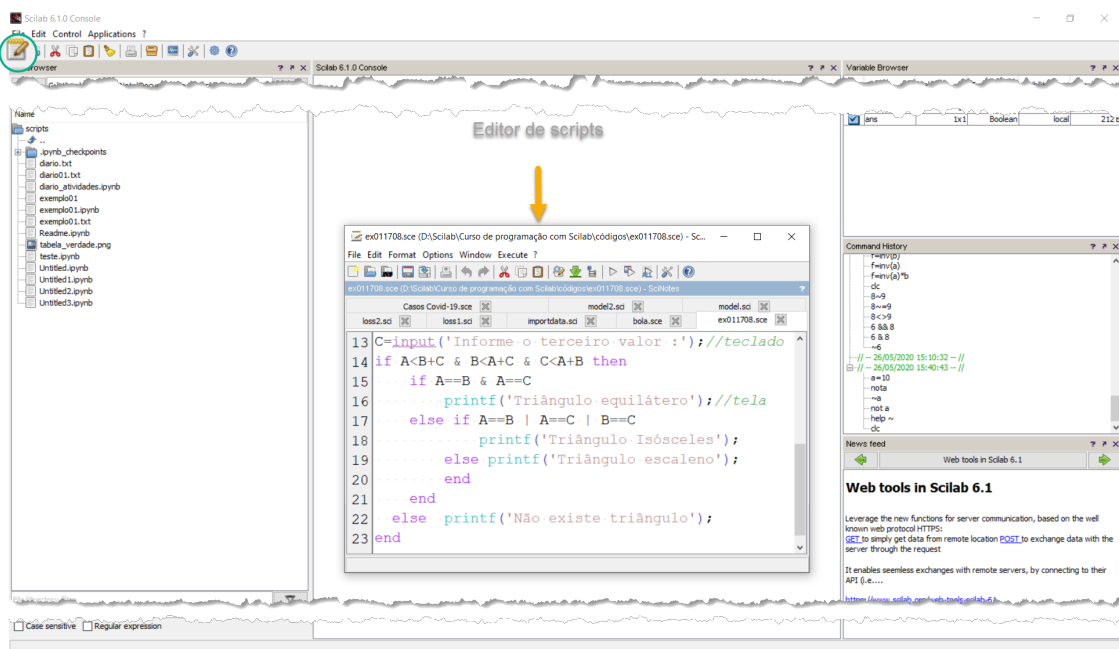 Scilab 6.1.0 Console
File Edit Control Applications ?
rowser ? ↗ X
Scilab 6.1.0 Console ? ↗ X
Variable Browser ? ↗ X
Name
scripts
..
.ipynb_checkpoints
diario.txt
diario01.txt
diario_atividades.ipynb
exemplo01
exemplo01.ipynb
exemplo01.txt
Readme.ipynb
tabela_verdade.png
teste.ipynb
Untitled.ipynb
Untitled1.ipynb
Untitled2.ipynb
Untitled3.ipynb
Case sensitive Regular expression
Editor de scripts
ex011708.sce (D:\Scilab\Curso de programação com Scilab\códigos\ex011708.sce) - Sc...
File Edit Format Options Window Execute ?
ex011708.sce (D:\Scilab\Curso de programação com Scilab\códigos\ex011708.sce) - SciNotes ?
Casos Covid-19.sce model2.sci model.sci
loss2.sci loss1.sci importdata.sci bola.sce ex011708.sce
13 C=input('Informe o terceiro valor :');//teclado
14 if A<B+C & B<A+C & C<A+B then
15 if A==B & A==C
16 printf('Triângulo equilátero');//tela
17 else if A==B | A==C | B==C
18 printf('Triângulo Isósceles');
19 else printf('Triângulo escaleno');
20 end
21 end
22 else printf('Não existe triângulo');
23 end
ans 1x1 Boolean local 212
Command History ? ↗ X
f=inv(b)
f=inv(a)
f=inv(a)*b
clc
8~9
8~=9
8<>9
6 && 8
6 & 8
~6
// -- 26/05/2020 15:10:32 -- //
// -- 26/05/2020 15:40:43 -- //
a=10
nota
~a
not a
help ~
clc
News feed ? ↗ X
Web tools in Scilab 6.1
Web tools in Scilab 6.1
Leverage the new functions for server communication, based on the well
known web protocol HTTPS:
GET to simply get data from remote location POST to exchange data with the
server through the request
It enables seemless exchanges with remote servers, by connecting to their
API (i.e....
https://www.scilab.org/web-tools-scilab-61